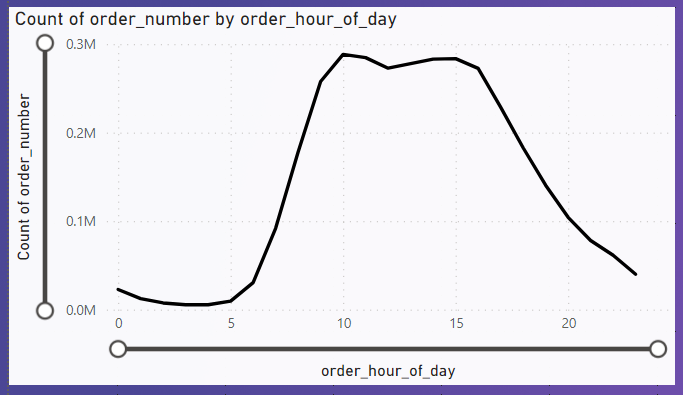 Count of order_number by order_hour_of_day
0.3M
0.2M
0.1M
0.0M
Count of order_number
0 5 10 15 20
order_hour_of_day